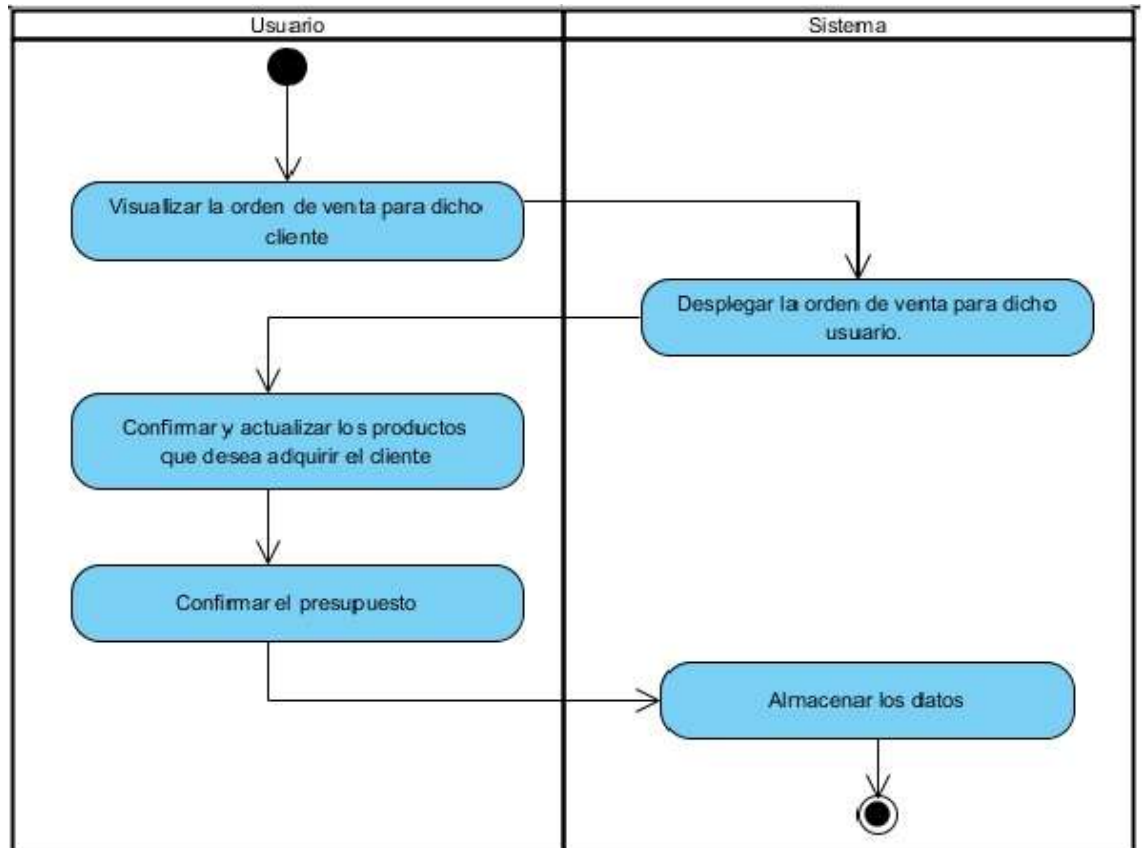 Usuario
Sistema
Visualizar la orden de venta para dicho
cliente
Desplegar la orden de venta para dicho
usuario.
Confirmar y actualizar los productos
que desea adquirir el cliente
Confirmar el presupuesto
Almacenar los datos